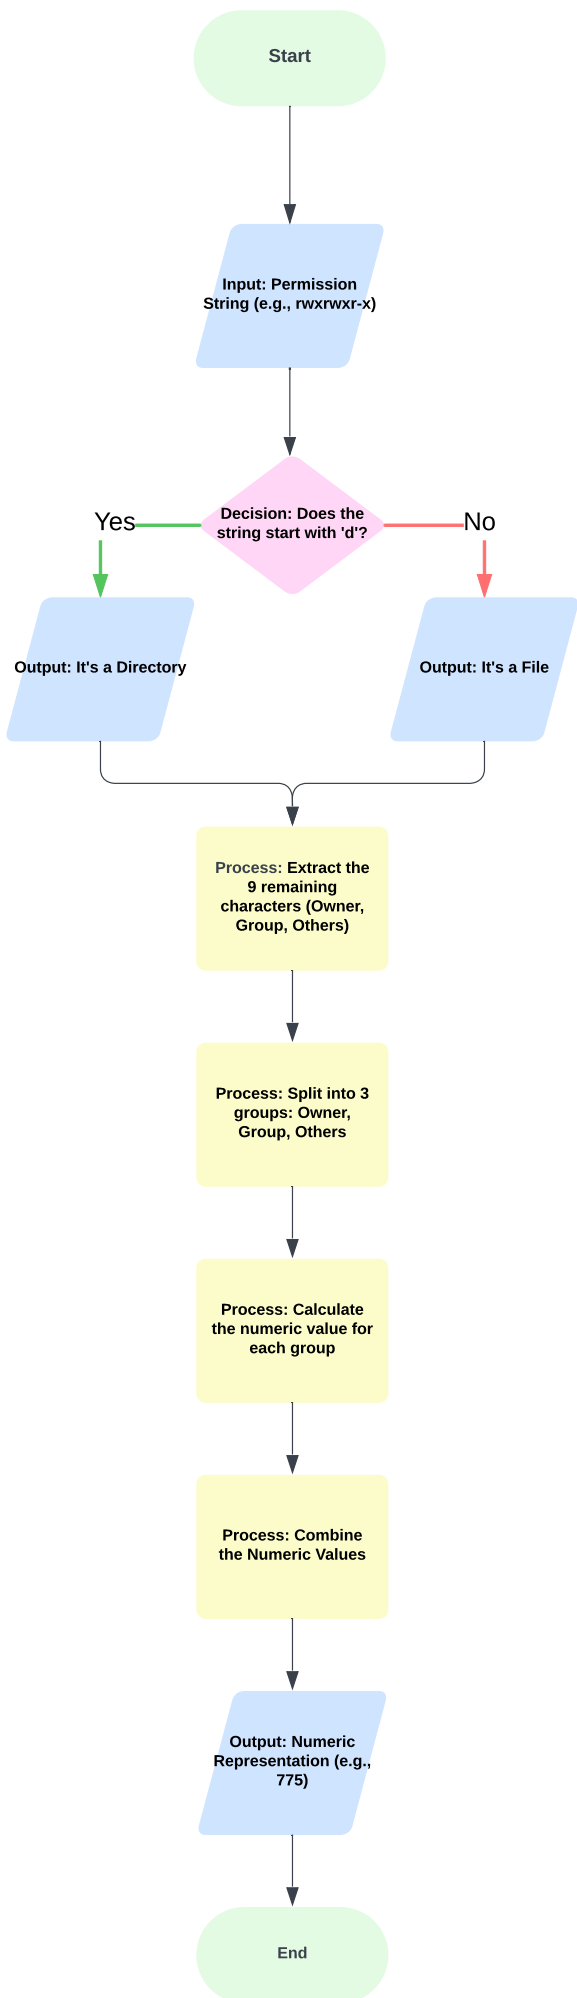 Start
Input: Permission
String (e.g., rwxrwxr-x)
Decision: Does the
string start with 'd'?
Yes
No
Output: It's a Directory
Output: It's a File
Process: Extract the
9 remaining
characters (Owner,
Group, Others)
Process: Split into 3
groups: Owner,
Group, Others
Process: Calculate
the numeric value for
each group
Process: Combine
the Numeric Values
Output: Numeric
Representation (e.g.,
775)
End